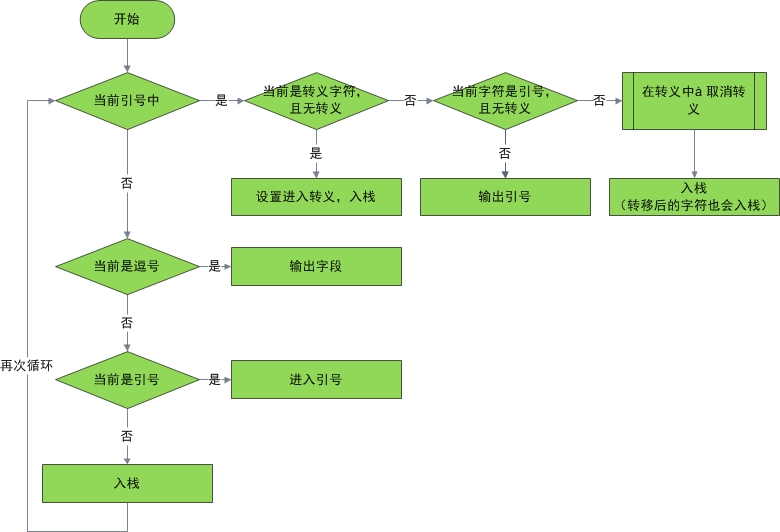 开始
当前引号中
是
当前是转义字符，
且无转义
否
当前字符是引号，
且无转义
否
在转义中à 取消转
义
是
否
否
设置进入转义，入栈
输出引号
入栈
（转移后的字符也会入栈）
当前是逗号
是
输出字段
否
再次循环
当前是引号
是
进入引号
否
入栈